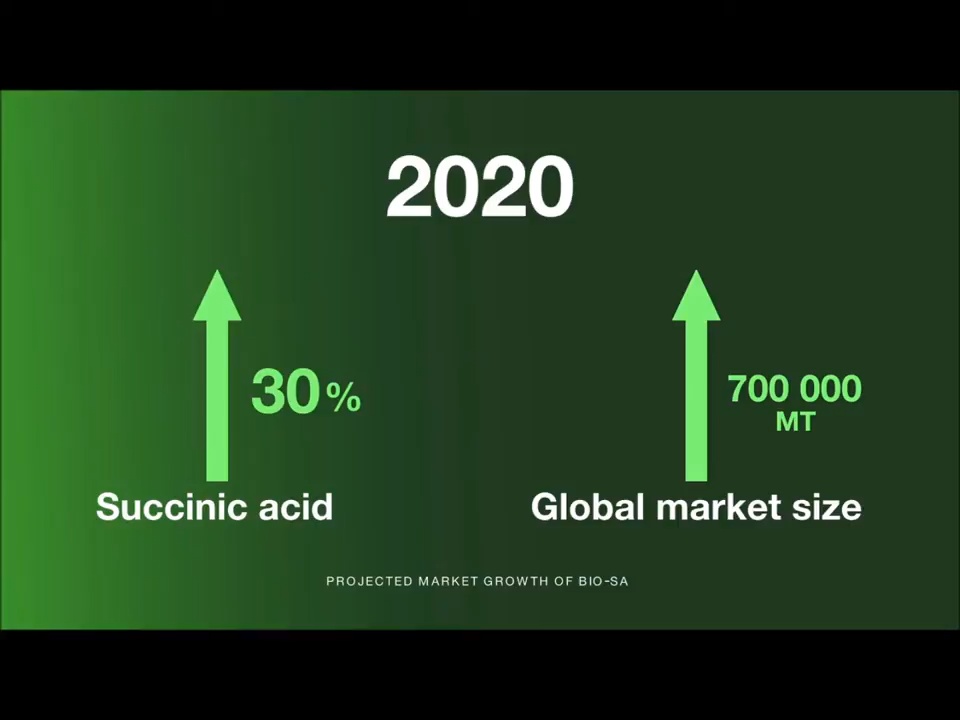 2020
30 %
700 000
MT
Succinic acid
Global market size
PROJECTED MARKET GROWTH OF BIO-SA